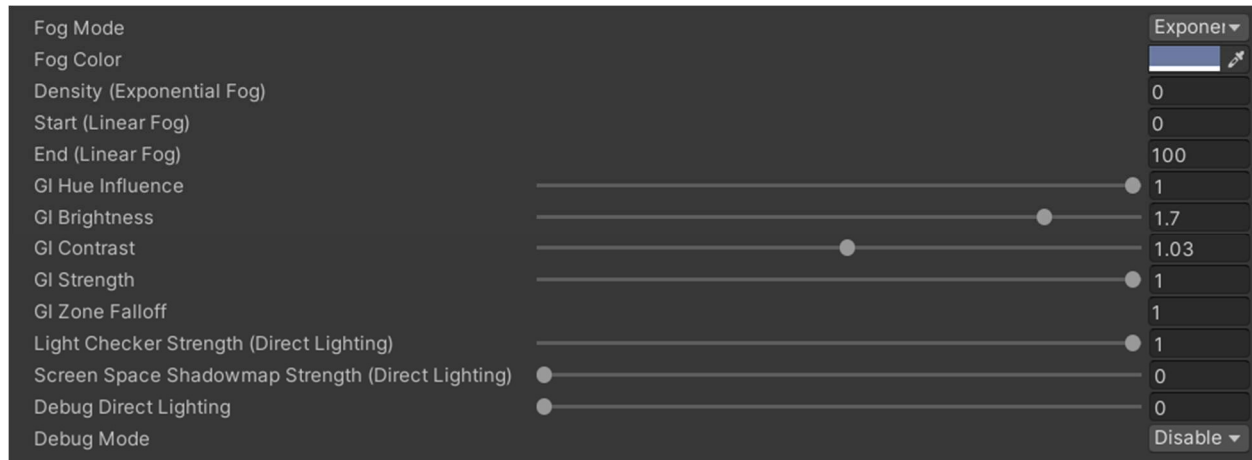 Fog Mode Exponer
Fog Color
Density (Exponential Fog) 0
Start (Linear Fog) 0
End (Linear Fog) 100
GI Hue Influence 1
GI Brightness 1.7
GI Contrast 1.03
GI Strength 1
GI Zone Falloff 1
Light Checker Strength (Direct Lighting) 1
Screen Space Shadowmap Strength (Direct Lighting) 0
Debug Direct Lighting 0
Debug Mode Disable